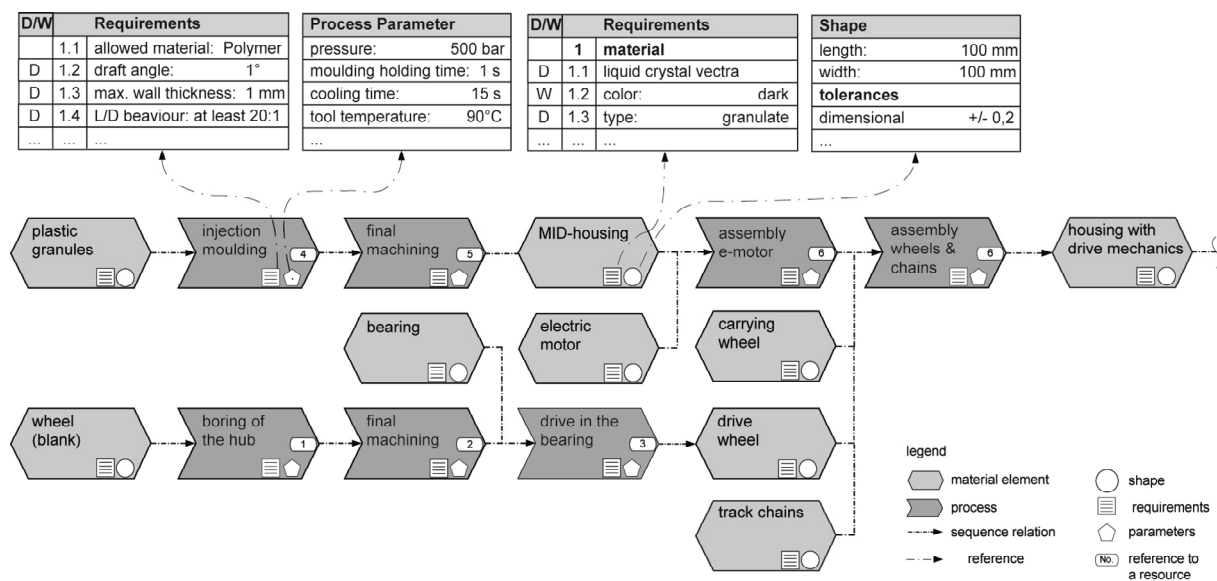 D/W Requirements
1.1 allowed material: Polymer
D 1.2 draft angle: 1°
D 1.3 max. wall thickness: 1 mm
D 1.4 L/D beaviour: at least 20:1
... ... ...
Process Parameter
pressure: 500 bar
moulding holding time: 1 s
cooling time: 15 s
tool temperature: 90°C
...
D/W Requirements
1 material
D 1.1 liquid crystal vectra
W 1.2 color: dark
D 1.3 type: granulate
... ... ...
Shape
length: 100 mm
width: 100 mm
tolerances
dimensional +/- 0,2
...
plastic
granules
injection
moulding
4
final
machining
5
MID-housing
assembly
e-motor
6
assembly
wheels &
chains
6
housing with
drive mechanics
bearing
electric
motor
carrying
wheel
wheel
(blank)
boring of
the hub
1
final
machining
2
drive in the
bearing
3
drive
wheel
track chains
legend
material element
process
sequence relation
reference
shape
requirements
parameters
No. reference to
a resource